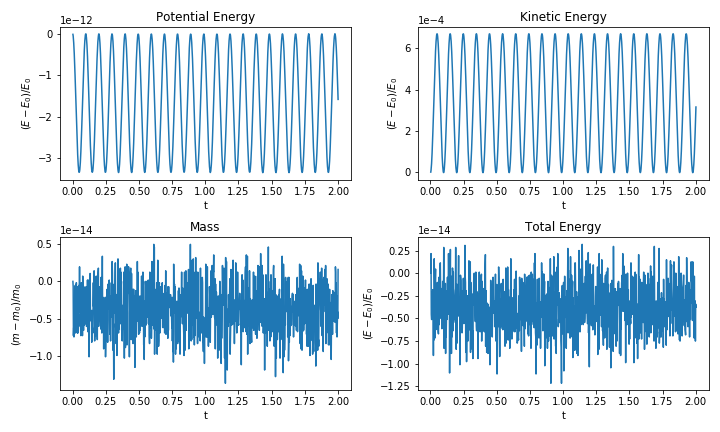 Potential Energy
1e−12
0
−1
−2
−3
(E − E₀)/E₀
0.00 0.25 0.50 0.75 1.00 1.25 1.50 1.75 2.00
t
Kinetic Energy
1e−4
6
4
2
0
(E − E₀)/E₀
0.00 0.25 0.50 0.75 1.00 1.25 1.50 1.75 2.00
t
Mass
1e−14
0.5
0.0
−0.5
−1.0
(m − m₀)/m₀
0.00 0.25 0.50 0.75 1.00 1.25 1.50 1.75 2.00
t
Total Energy
1e−14
0.25
0.00
−0.25
−0.50
−0.75
−1.00
−1.25
(E − E₀)/E₀
0.00 0.25 0.50 0.75 1.00 1.25 1.50 1.75 2.00
t